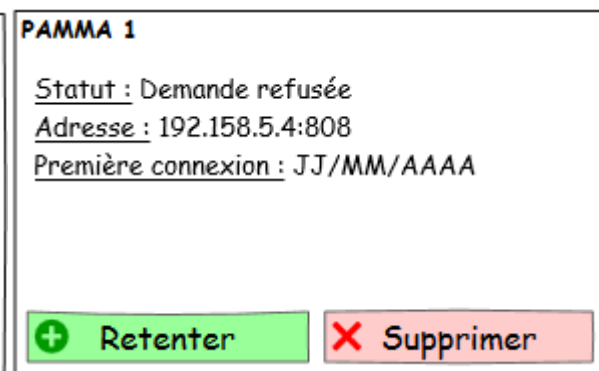 PAMMA 1
Statut : Demande refusée
Adresse : 192.158.5.4:808
Première connexion : JJ/MM/AAAA
Retenter
Supprimer